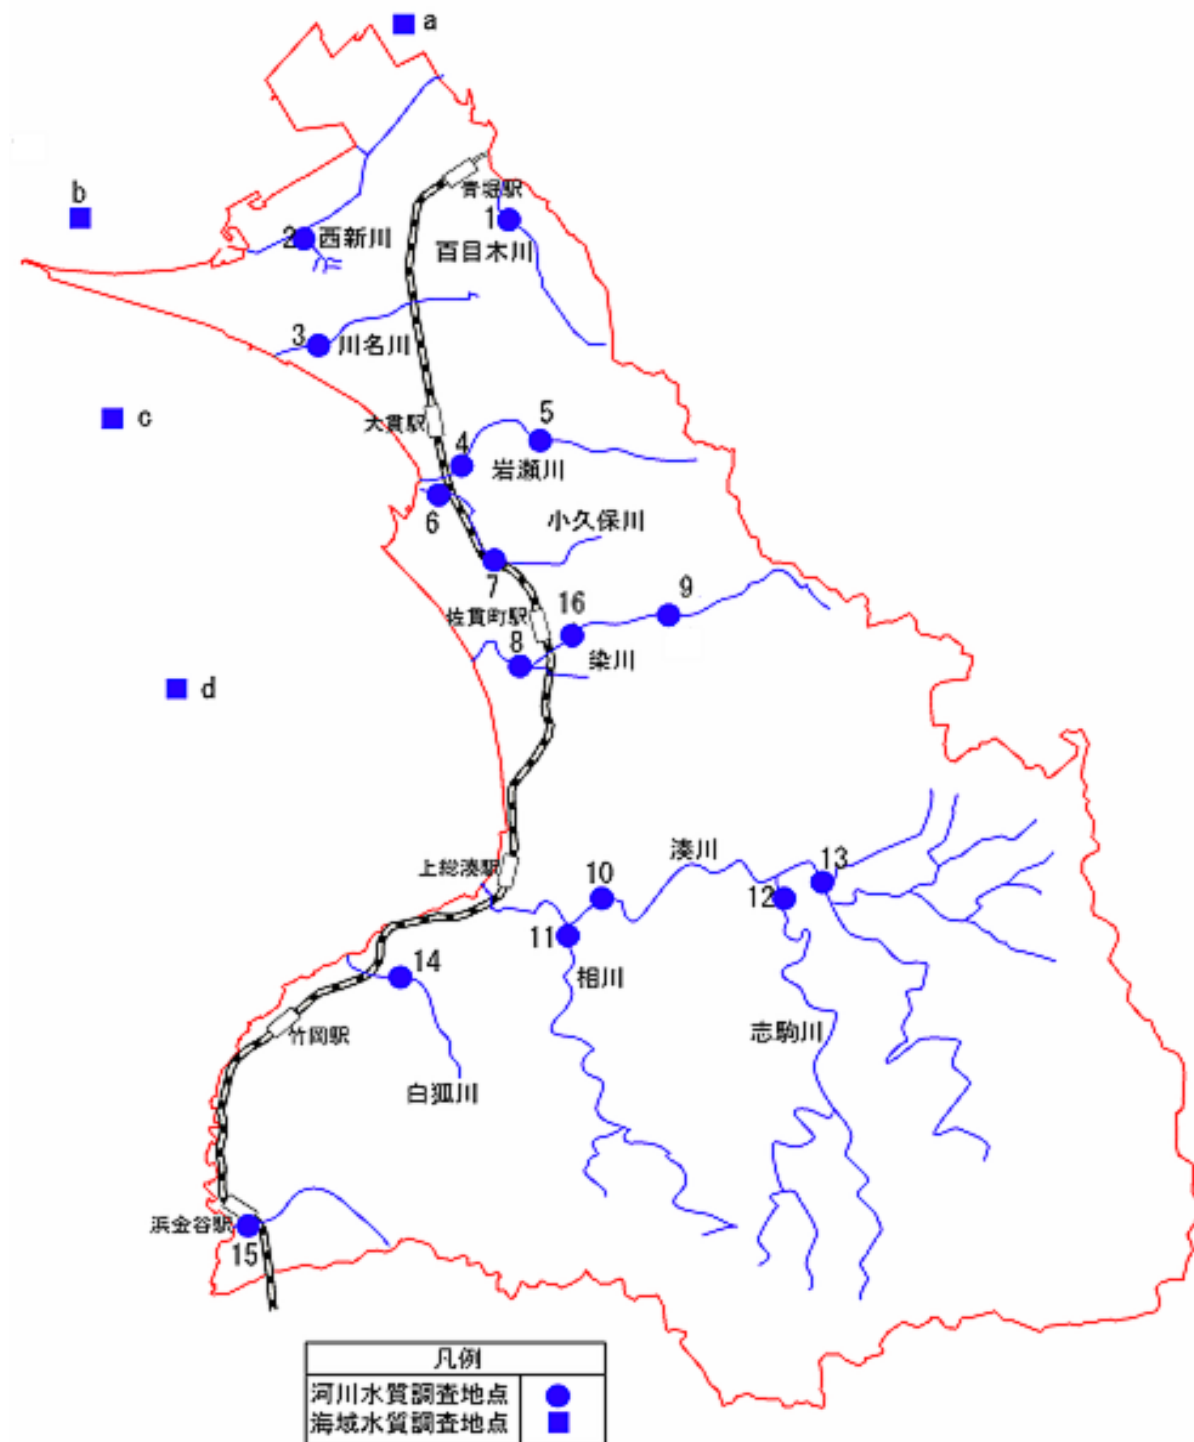 a
青堀駅
b
1
2
西新川
百目木川
3
川名川
c
大貫駅
5
4
岩瀬川
6
小久保川
7
9
佐貫町駅
16
8
染川
d
湊川
上総湊駅
13
10
12
11
14
相川
志駒川
竹岡駅
白狐川
浜金谷駅
15
凡例
河川水質調査地点
海域水質調査地点